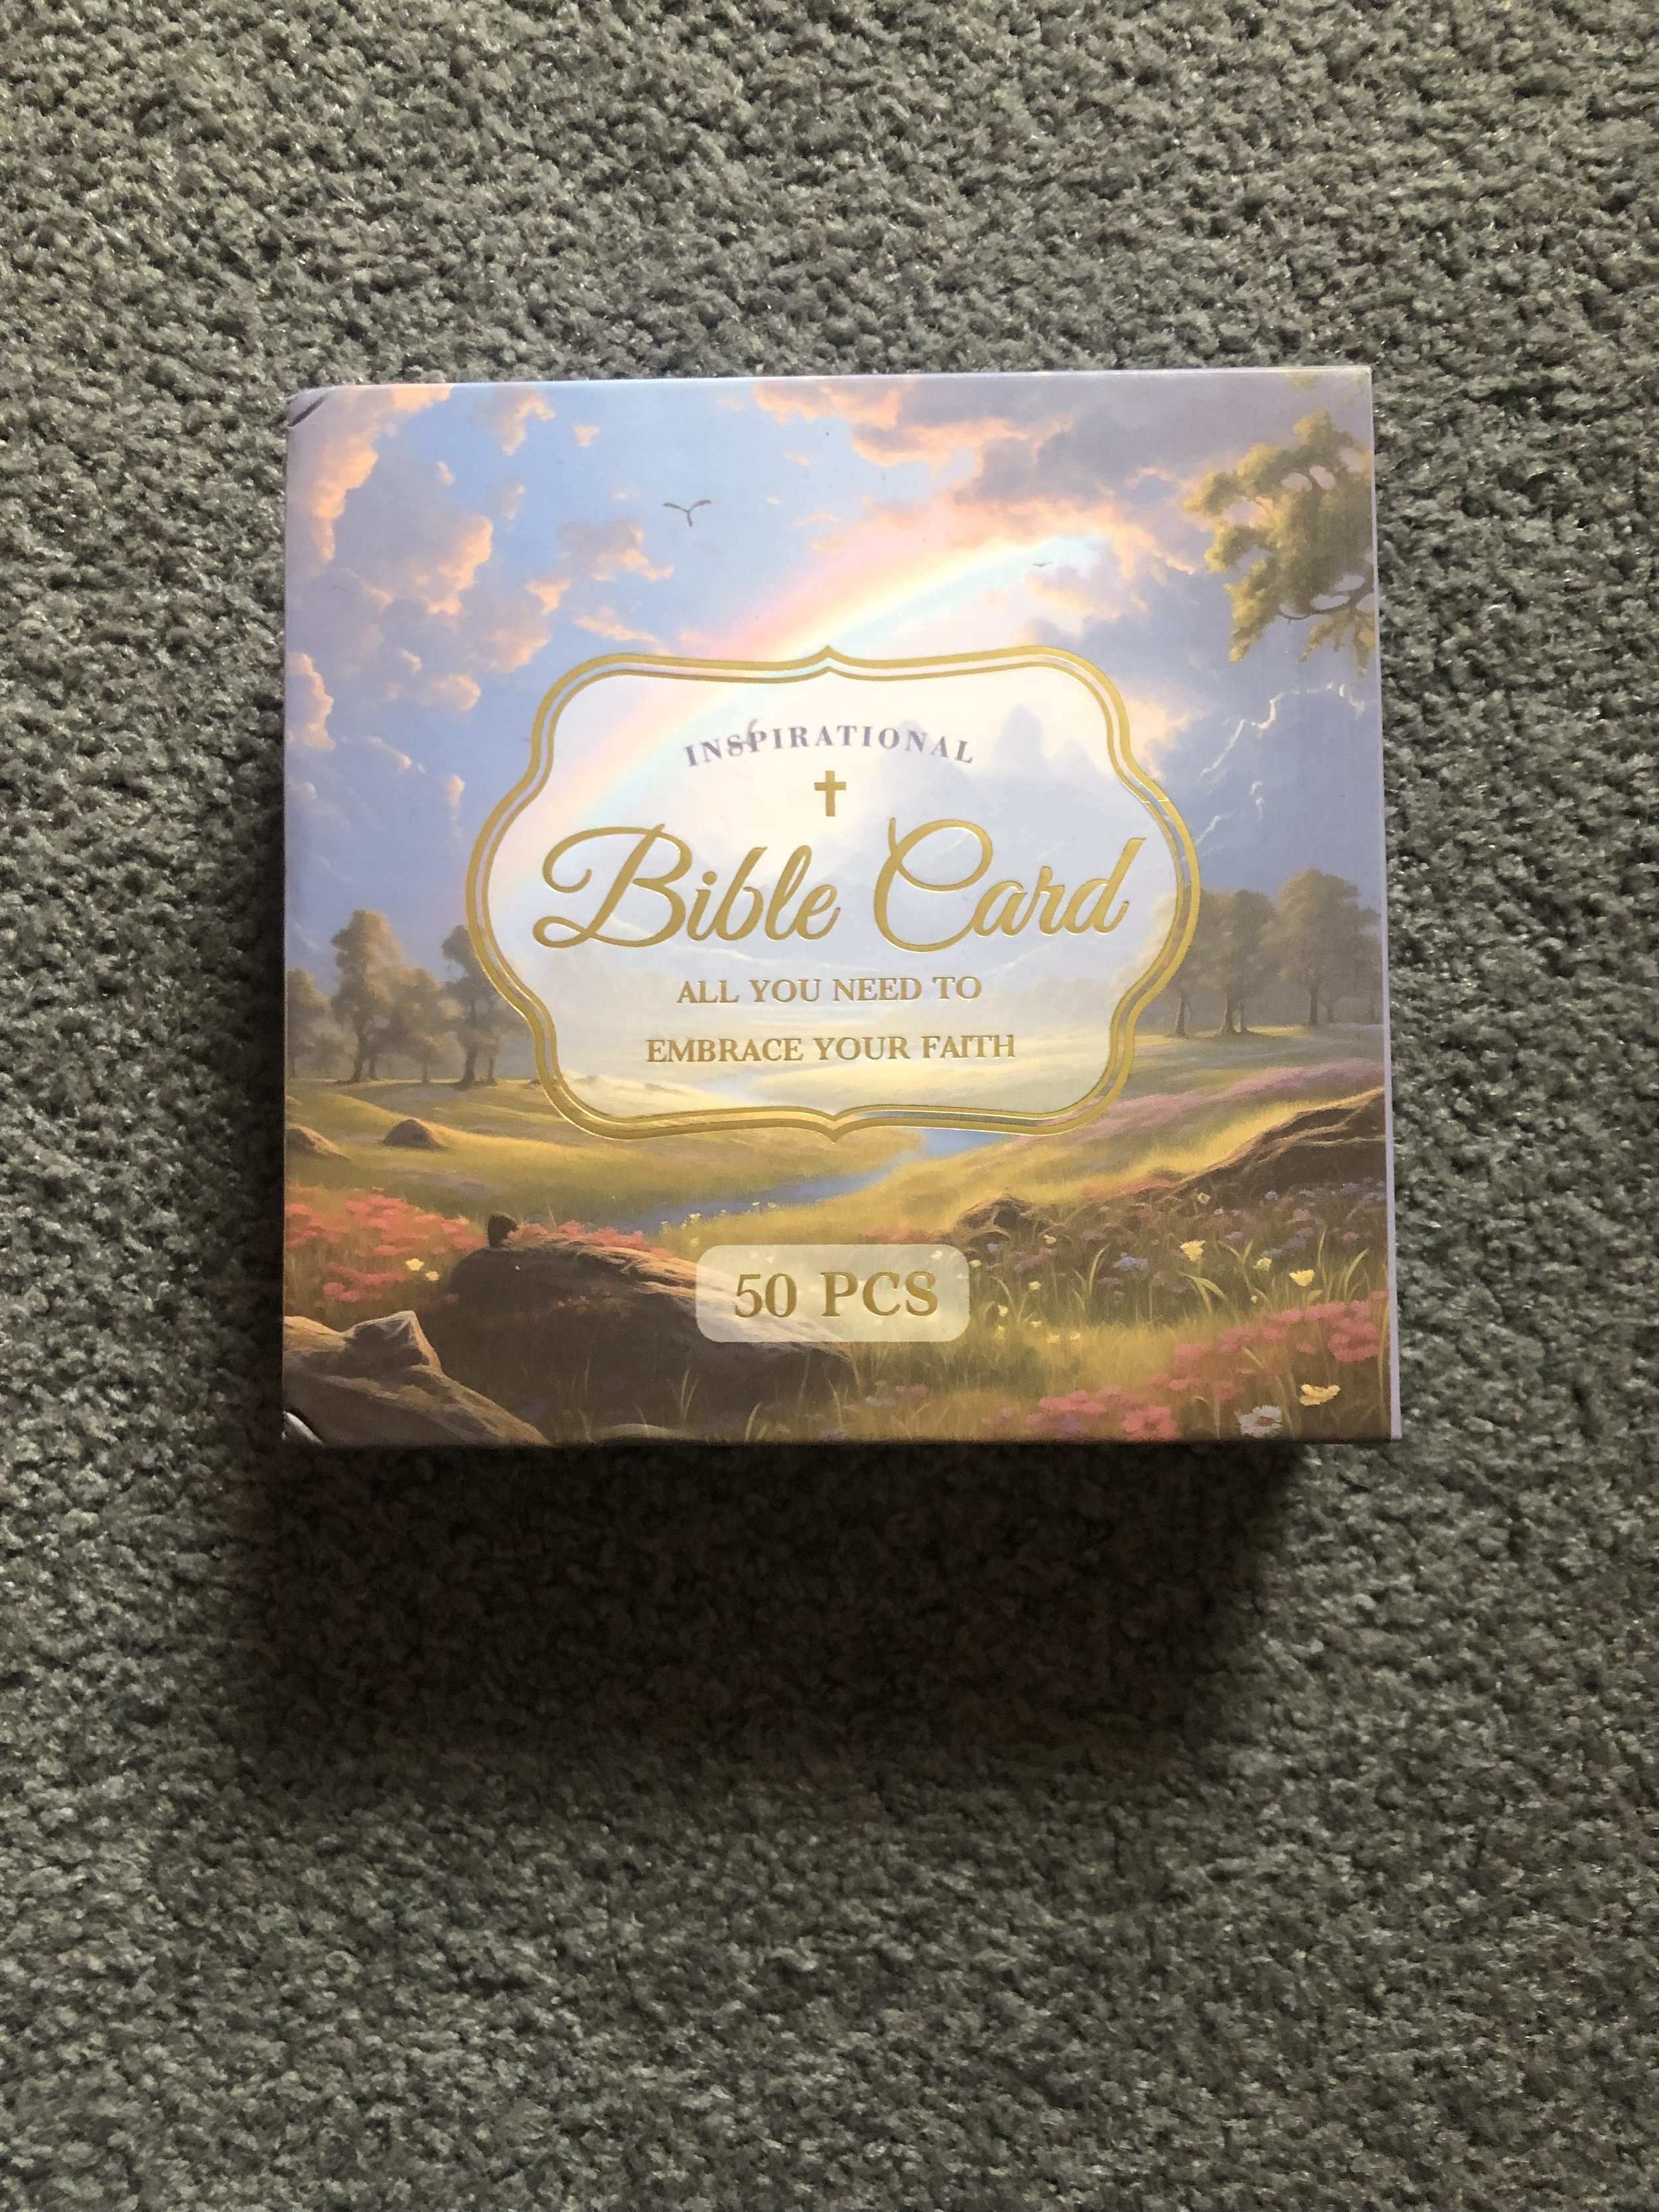 INSPIRATIONAL
Bible Card
ALL YOU NEED TO
EMBRACE YOUR FAITH
50 PCS